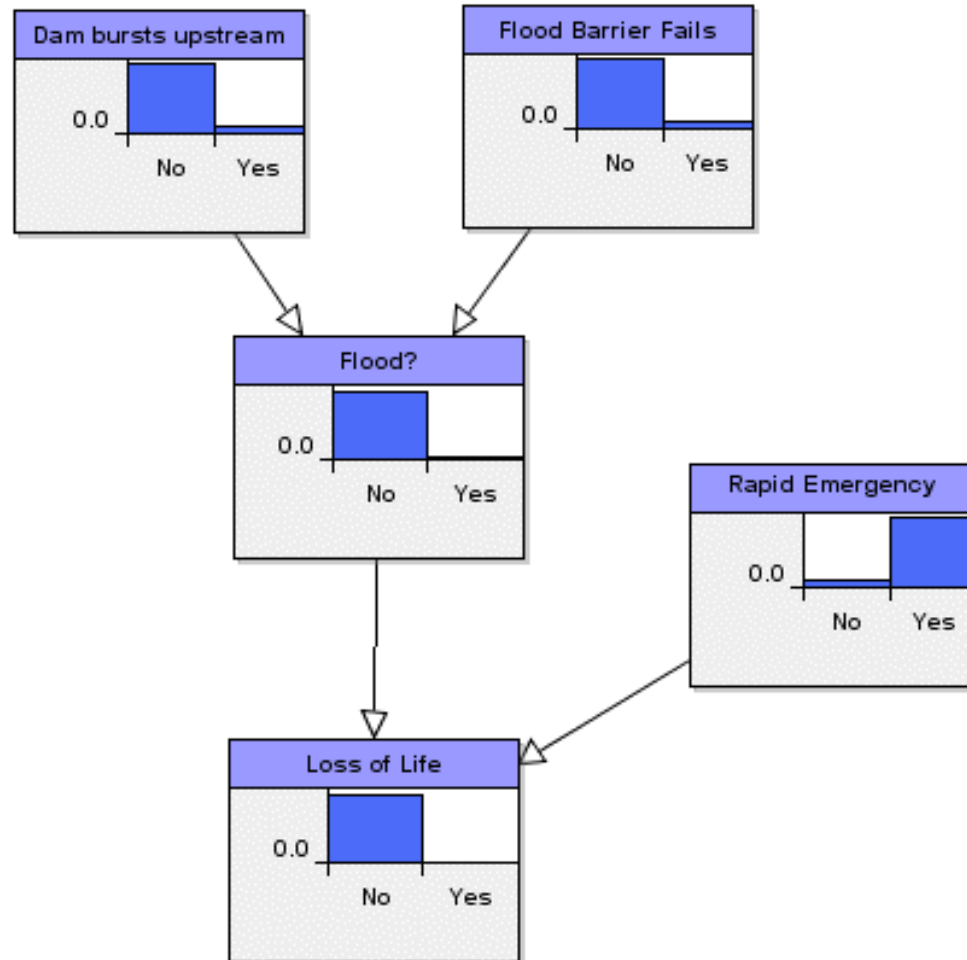 Dam bursts upstream
0.0
No Yes
Flood Barrier Fails
0.0
No Yes
Flood?
0.0
No Yes
Rapid Emergency
0.0
No Yes
Loss of Life
0.0
No Yes